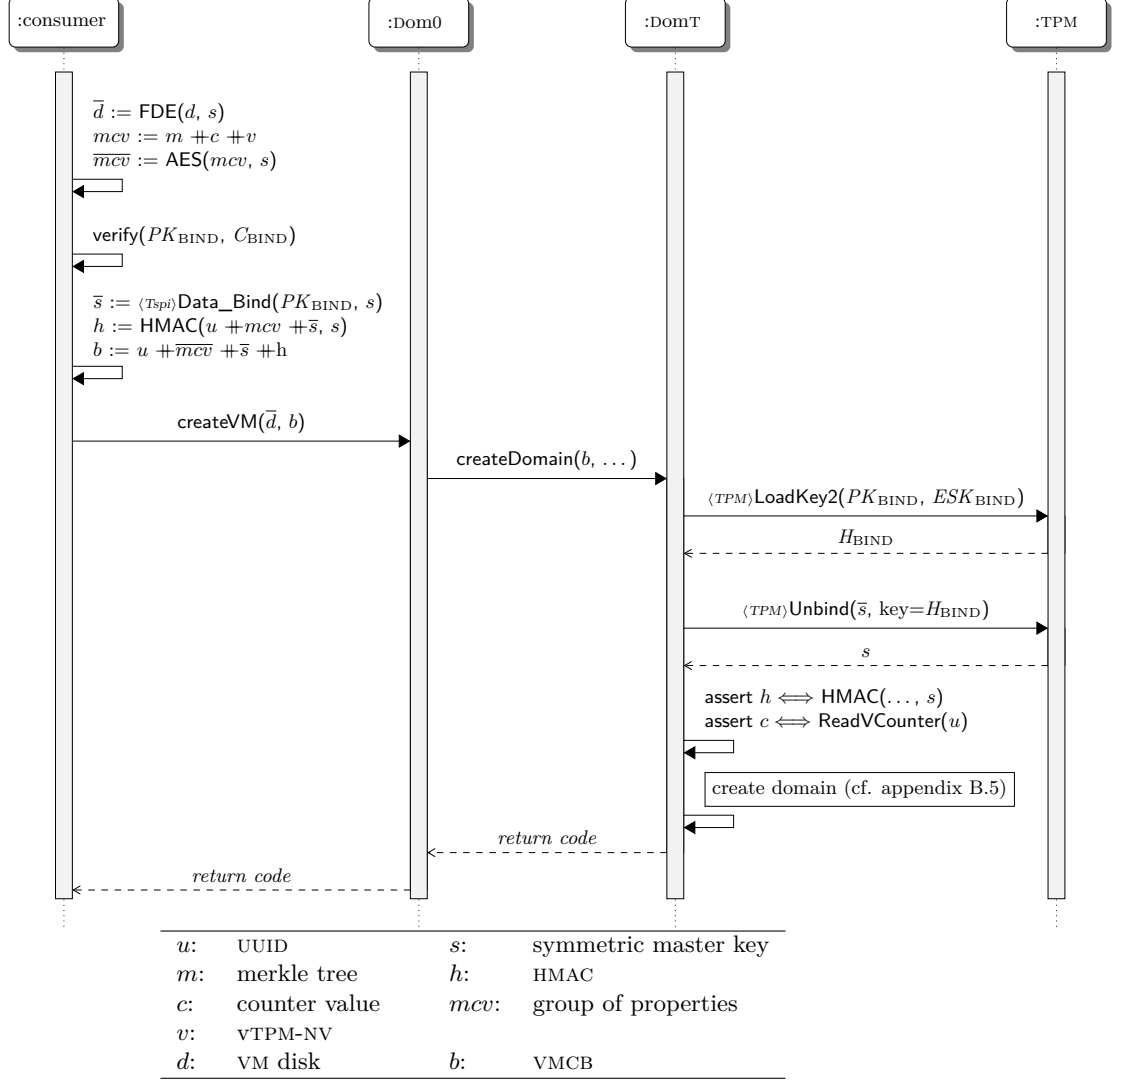 :consumer
:Dom0
:DomT
:TPM
d̅ := FDE(d, s)
mcv := m ⧺c ⧺v
m̅c̅v̅ := AES(mcv, s)
verify(PK_BIND, C_BIND)
s̅ := ⟨Tspi⟩Data_Bind(PK_BIND, s)
h := HMAC(u ⧺mcv ⧺s̅, s)
b := u ⧺m̅c̅v̅ ⧺s̅ ⧺h
createVM(d̅, b)
createDomain(b, …)
⟨TPM⟩LoadKey2(PK_BIND, ESK_BIND)
H_BIND
⟨TPM⟩Unbind(s̅, key=H_BIND)
s
assert h ⟺ HMAC(…, s)
assert c ⟺ ReadVCounter(u)
create domain (cf. appendix B.5)
return code
return code
u: UUID s: symmetric master key
m: merkle tree h: HMAC
c: counter value mcv: group of properties
v: vTPM-NV
d: VM disk b: VMCB